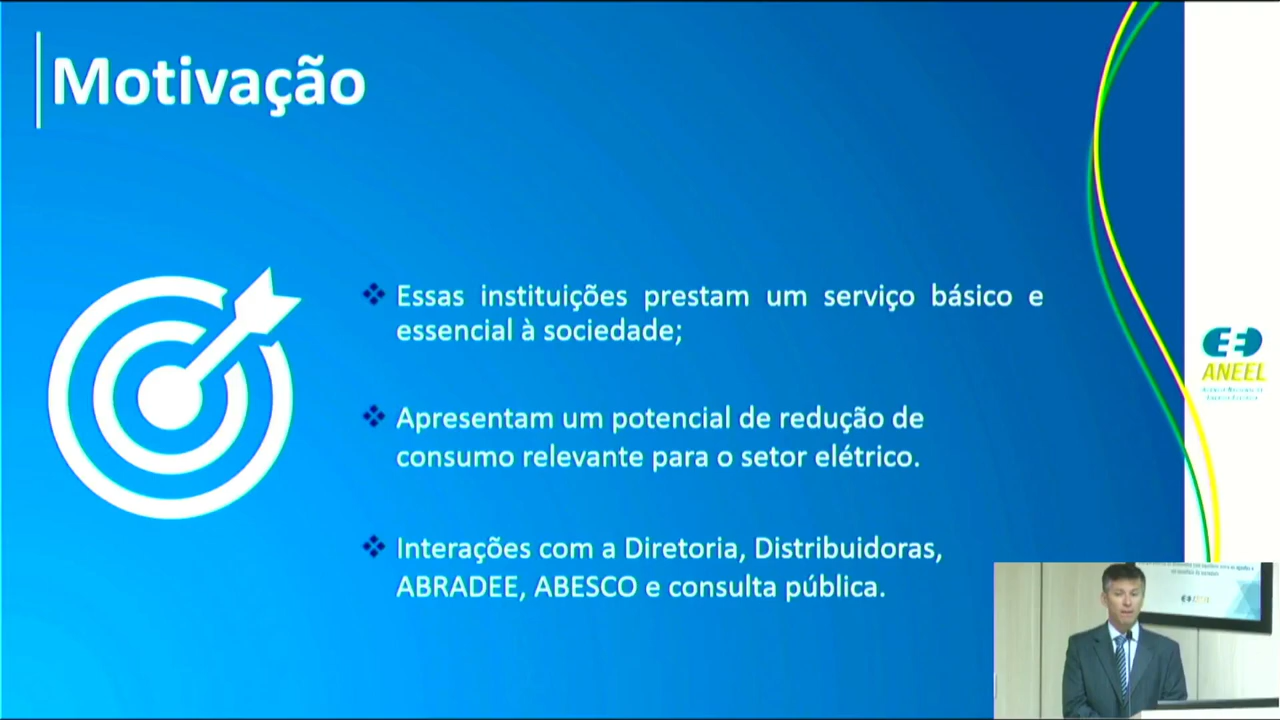 Motivação
Essas instituições prestam um serviço básico e
essencial à sociedade;
Apresentam um potencial de redução de
consumo relevante para o setor elétrico.
Interações com a Diretoria, Distribuidoras,
ABRADEE, ABESCO e consulta pública.
ANEEL